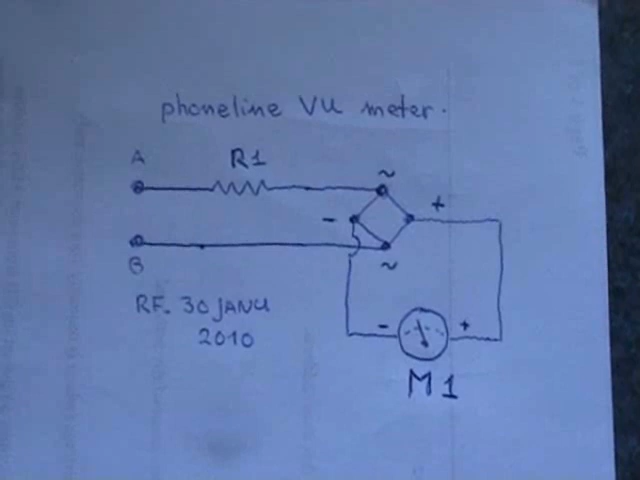 phoneline VU meter.
A
R1
~
- +
B
~
RF. 30 JANU
2010
- +
M1